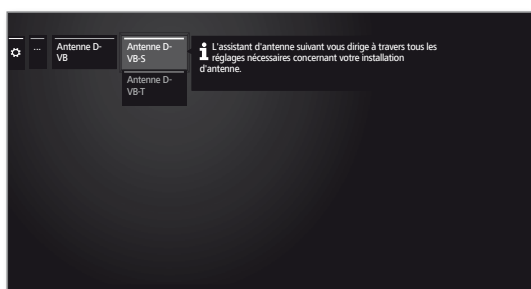 ...
Antenne D-
VB
Antenne D-
VB-S
Antenne D-
VB-T
L'assistant d'antenne suivant vous dirige à travers tous les
réglages nécessaires concernant votre installation
d'antenne.